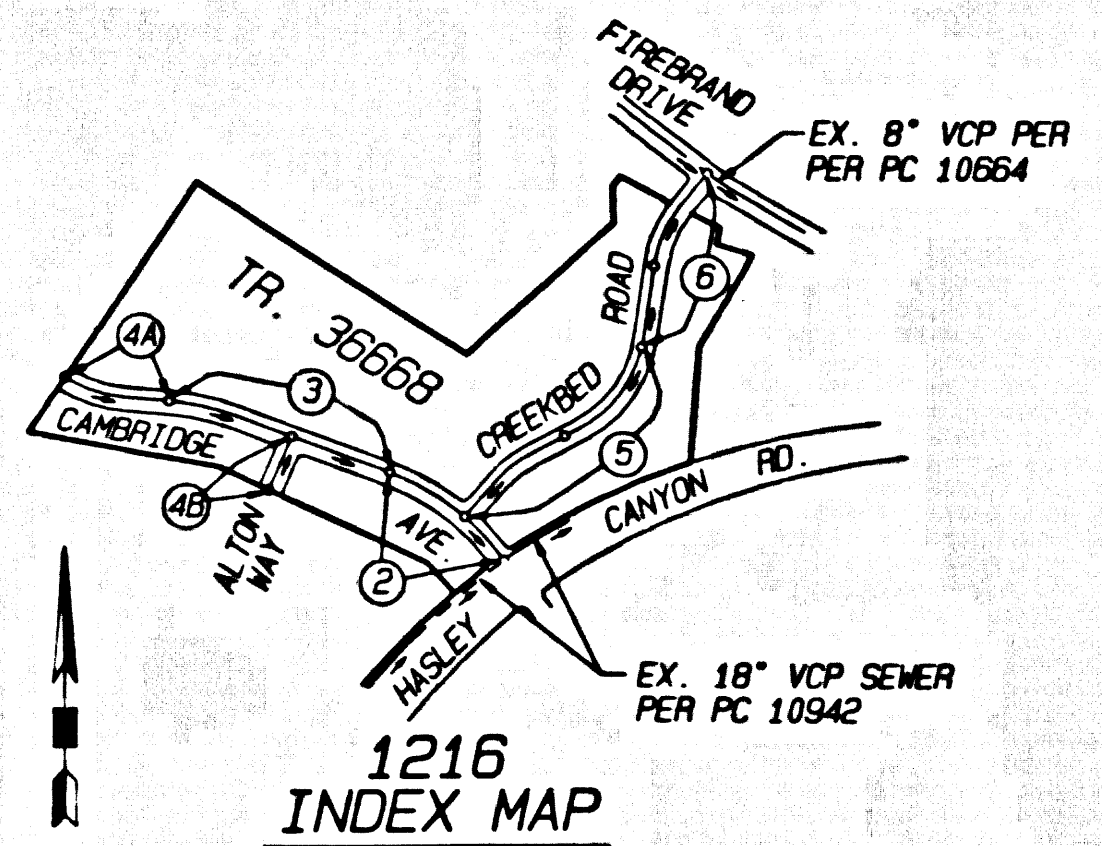 FIREBRAND
DRIVE
EX. 8" VCP PER
PER PC 10664
TR. 36668
ROAD
6
4A
3
CREEKBED
CAMBRIDGE
5
CANYON RD.
4B
AVE.
ALTON
WAY
2
HASLEY
EX. 18" VCP SEWER
PER PC 10942
1216
INDEX MAP